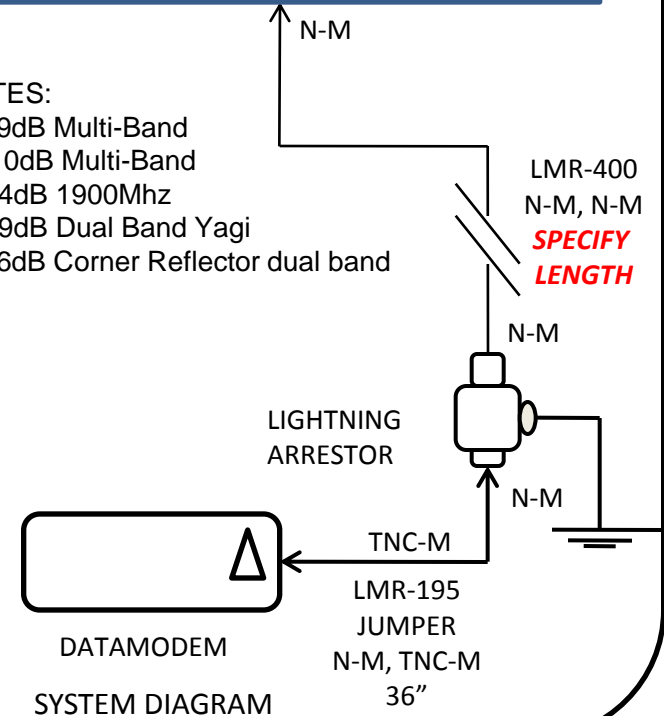 N-M
TES:
9dB Multi-Band
0dB Multi-Band
4dB 1900Mhz
9dB Dual Band Yagi
6dB Corner Reflector dual band
LMR-400
N-M, N-M
SPECIFY
LENGTH
N-M
LIGHTNING
ARRESTOR
N-M
TNC-M
LMR-195
JUMPER
N-M, TNC-M
36”
DATAMODEM
SYSTEM DIAGRAM